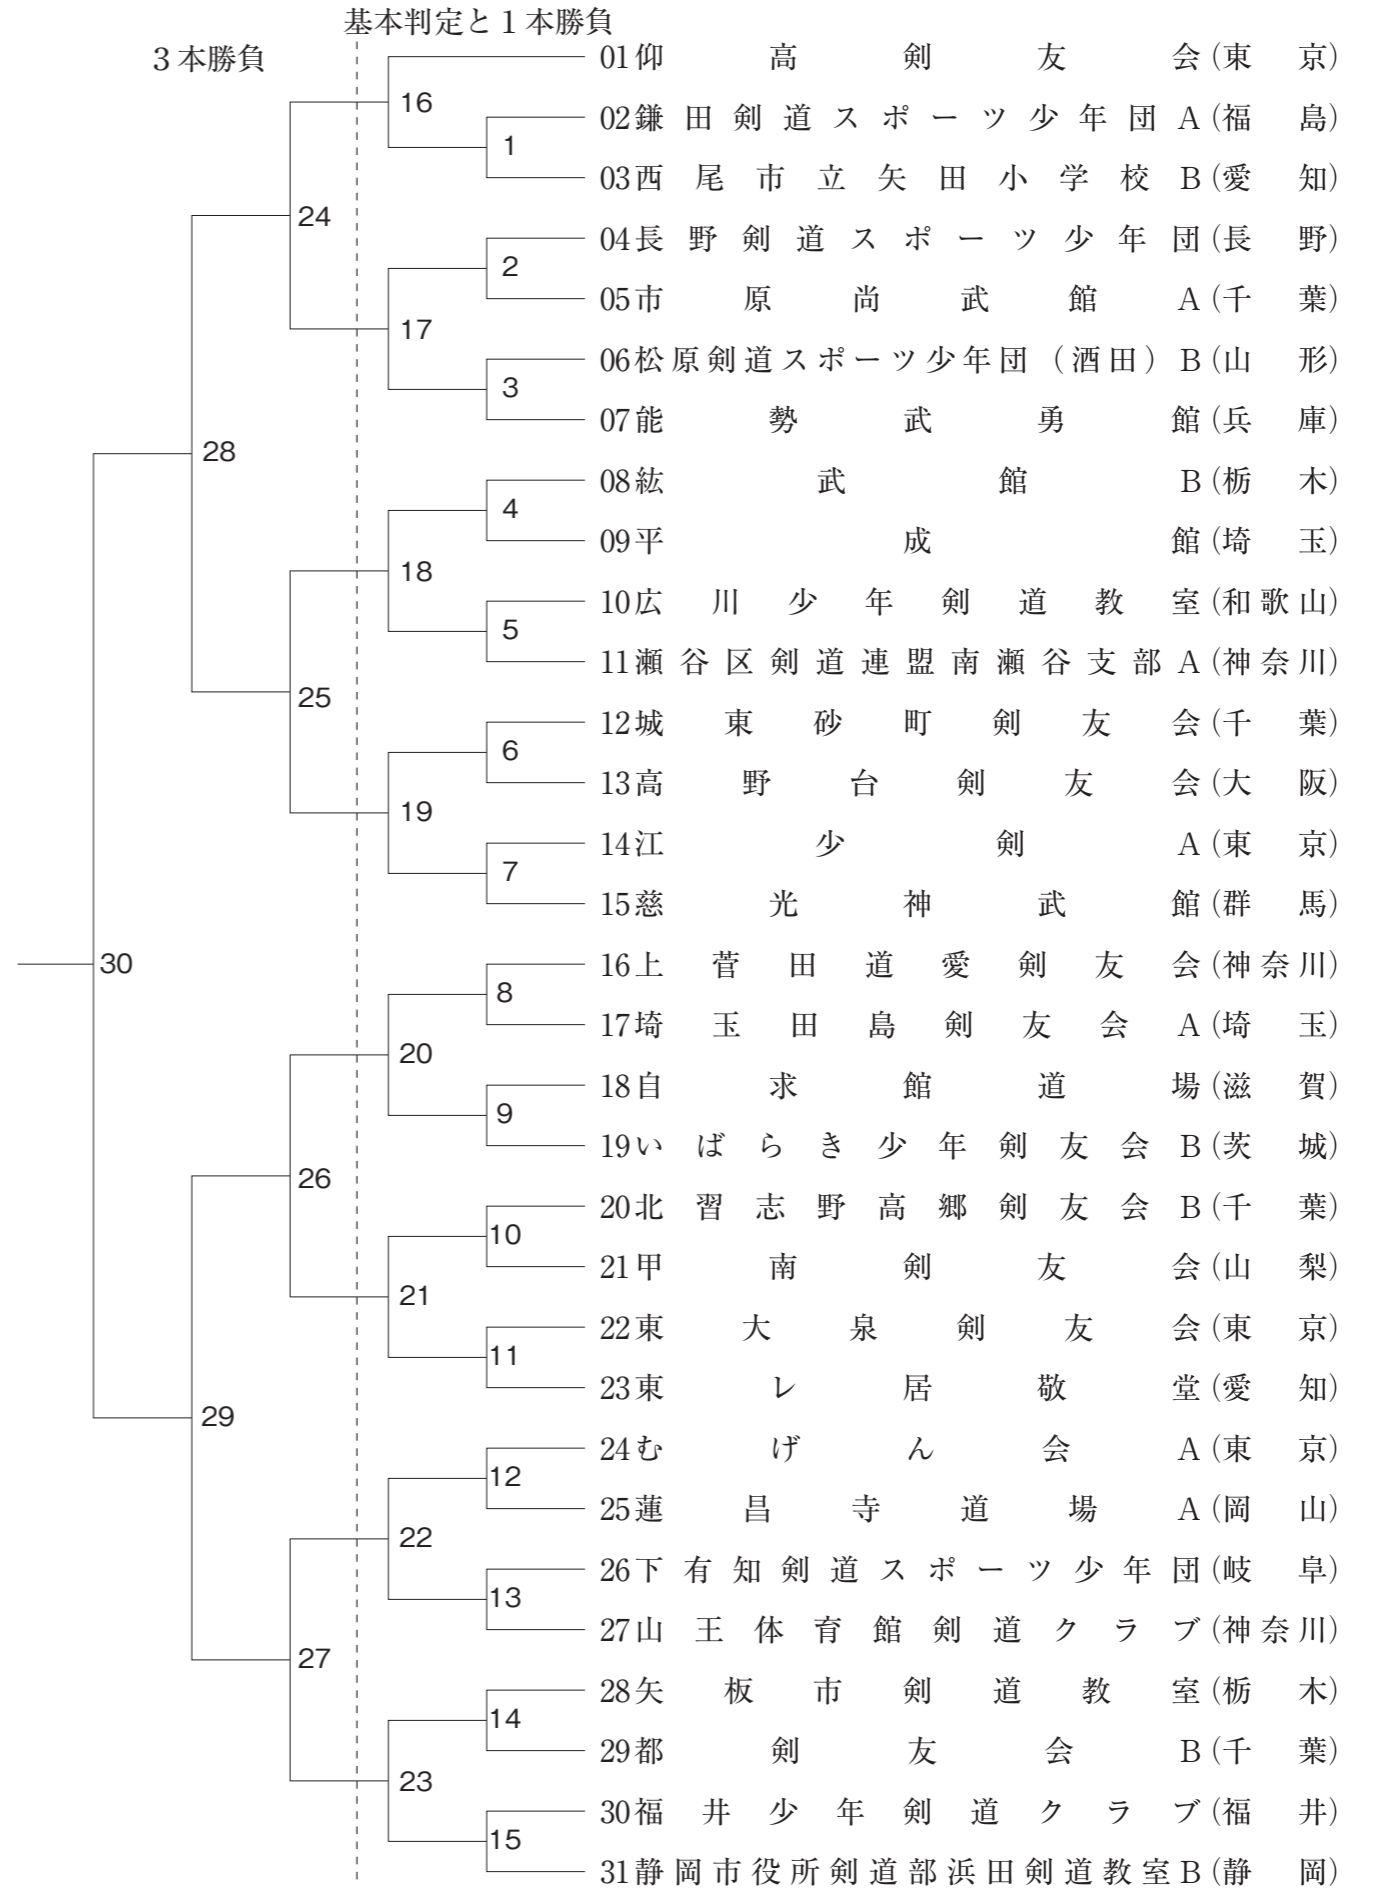 基本判定と１本勝負
３本勝負
01仰高剣友会(東京)
16
02鎌田剣道スポーツ少年団A(福島)
1
03西尾市立矢田小学校B(愛知)
24
04長野剣道スポーツ少年団(長野)
2
05市原尚武館A(千葉)
17
06松原剣道スポーツ少年団（酒田）B(山形)
3
07能勢武勇館(兵庫)
28
08紘武館B(栃木)
4
09平成館(埼玉)
18
10広川少年剣道教室(和歌山)
5
11瀬谷区剣道連盟南瀬谷支部A(神奈川)
25
12城東砂町剣友会(千葉)
6
13高野台剣友会(大阪)
19
14江少剣A(東京)
7
15慈光神武館(群馬)
30
16上菅田道愛剣友会(神奈川)
8
17埼玉田島剣友会A(埼玉)
20
18自求館道場(滋賀)
9
19いばらき少年剣友会B(茨城)
26
20北習志野高郷剣友会B(千葉)
10
21甲南剣友会(山梨)
21
22東大泉剣友会(東京)
11
23東レ居敬堂(愛知)
29
24むげん会A(東京)
12
25蓮昌寺道場A(岡山)
22
26下有知剣道スポーツ少年団(岐阜)
13
27山王体育館剣道クラブ(神奈川)
27
28矢板市剣道教室(栃木)
14
29都剣友会B(千葉)
23
30福井少年剣道クラブ(福井)
15
31静岡市役所剣道部浜田剣道教室B(静岡)